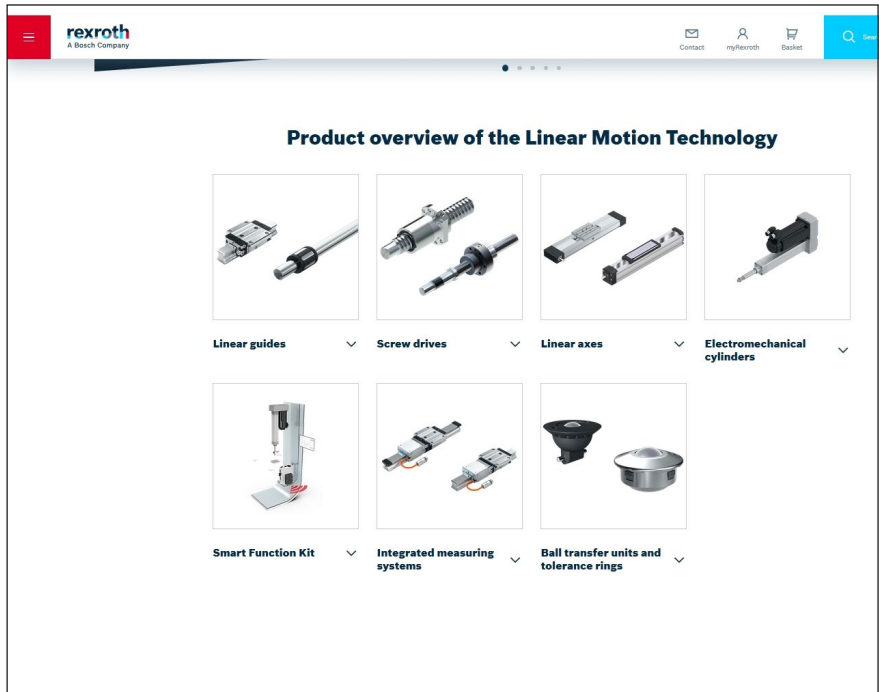 rexroth
A Bosch Company
Contact
myRexroth
Basket
Product overview of the Linear Motion Technology
Linear guides
Screw drives
Linear axes
Electromechanical
cylinders
Smart Function Kit
Integrated measuring
systems
Ball transfer units and
tolerance rings